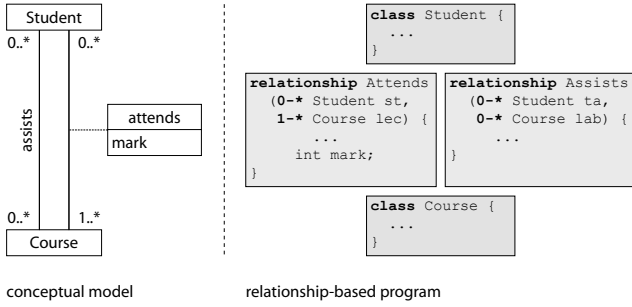 Student
0..*
0..*
assists
attends
mark
0..*
1..*
Course
conceptual model
class Student {
...
}
relationship Attends
(0-* Student st,
1-* Course lec) {
...
int mark;
}
relationship Assists
(0-* Student ta,
0-* Course lab) {
...
}
class Course {
...
}
relationship-based program